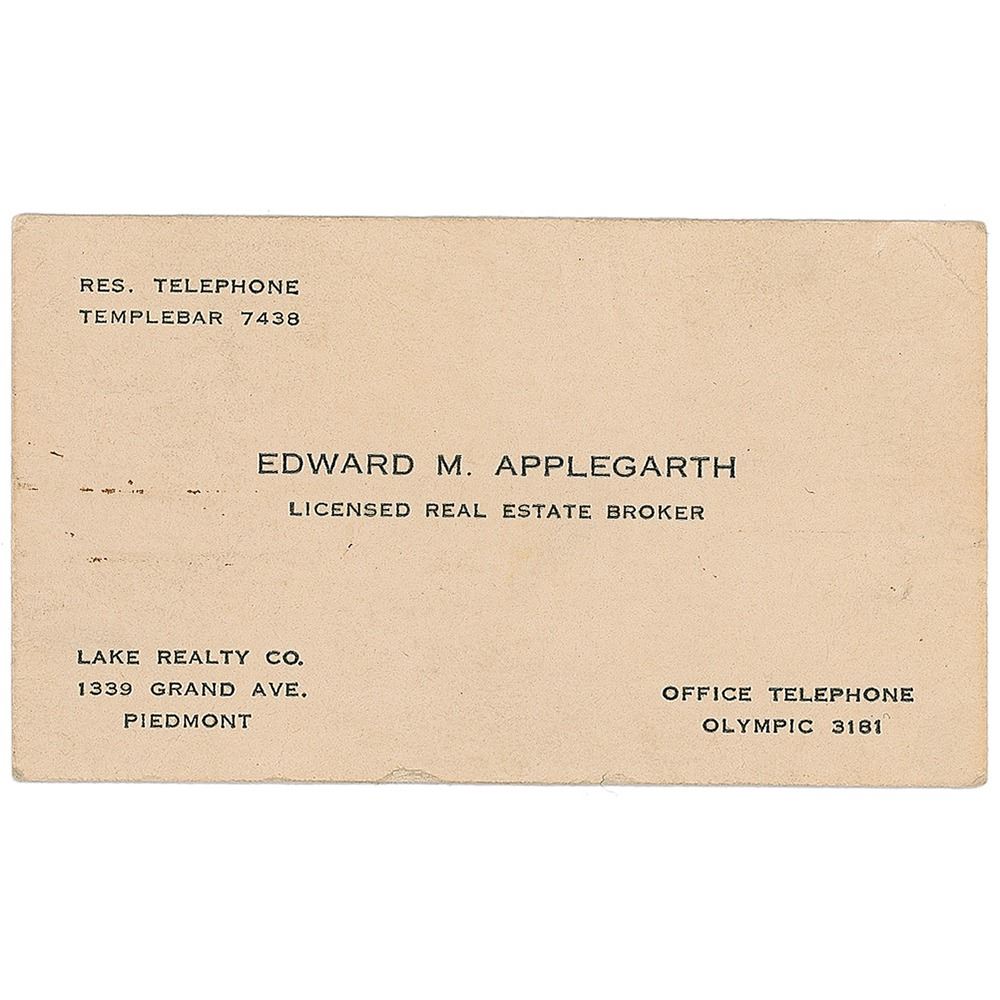 RES. TELEPHONE
TEMPLEBAR 7438
EDWARD M. APPLEGARTH
LICENSED REAL ESTATE BROKER
LAKE REALTY CO.
1339 GRAND AVE.
PIEDMONT
OFFICE TELEPHONE
OLYMPIC 3161